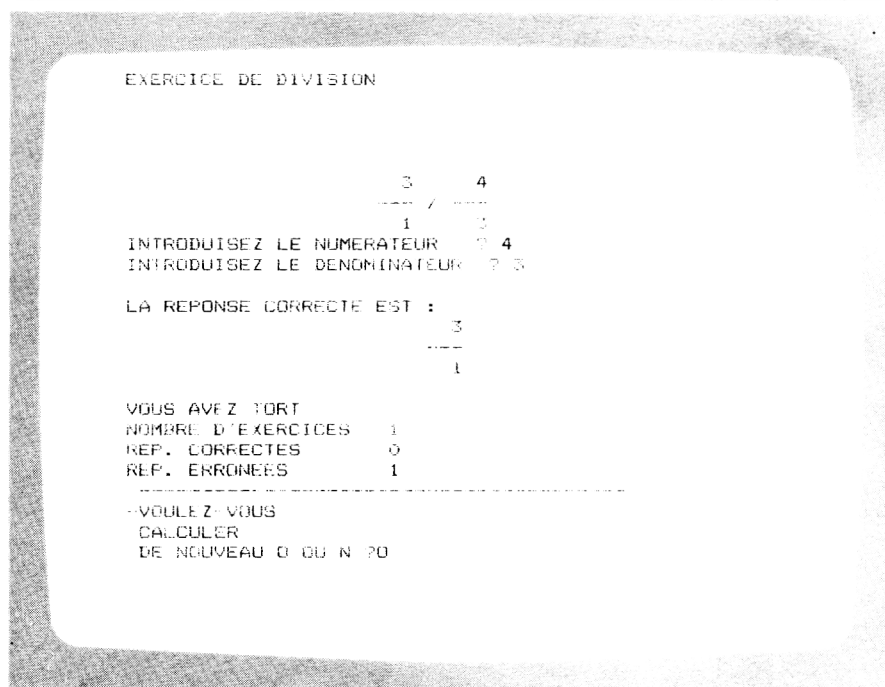 EXERCICE DE DIVISION
3 4
--- / ---
1 3
INTRODUISEZ LE NUMERATEUR ? 4
INTRODUISEZ LE DENOMINATEUR ? 3
LA REPONSE CORRECTE EST :
3
---
1
VOUS AVEZ TORT
NOMBRE D'EXERCICES 1
REP. CORRECTES 0
REP. ERRONEES 1
-VOULEZ-VOUS
CALCULER
DE NOUVEAU O OU N ?O